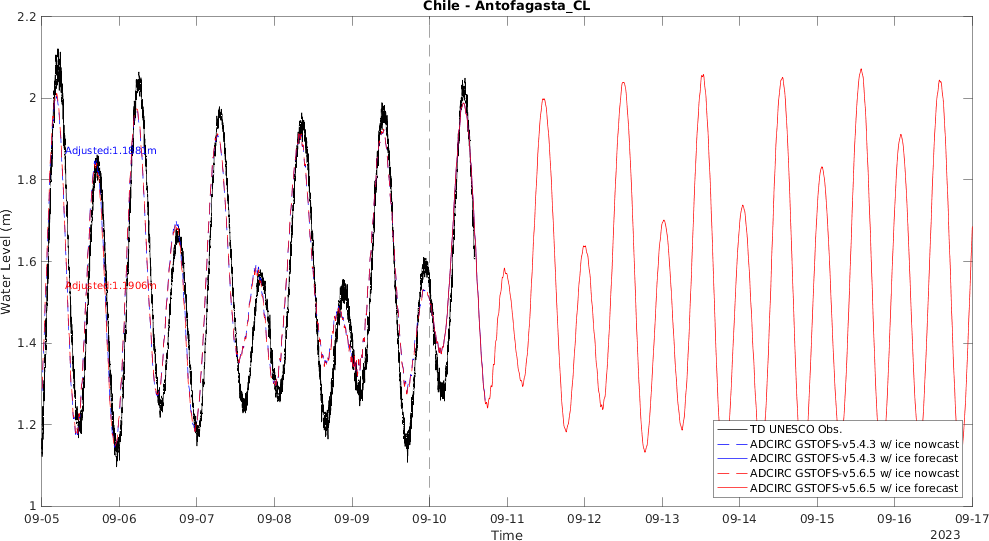 Chile - Antofagasta_CL
2.2
2
1.8
1.6
1.4
1.2
1
Water Level (m)
Adjusted:1.1881m
Adjusted:1.1906m
TD UNESCO Obs.
ADCIRC GSTOFS-v5.4.3 w/ ice nowcast
ADCIRC GSTOFS-v5.4.3 w/ ice forecast
ADCIRC GSTOFS-v5.6.5 w/ ice nowcast
ADCIRC GSTOFS-v5.6.5 w/ ice forecast
09-05 09-06 09-07 09-08 09-09 09-10 09-11 09-12 09-13 09-14 09-15 09-16 09-17
Time
2023